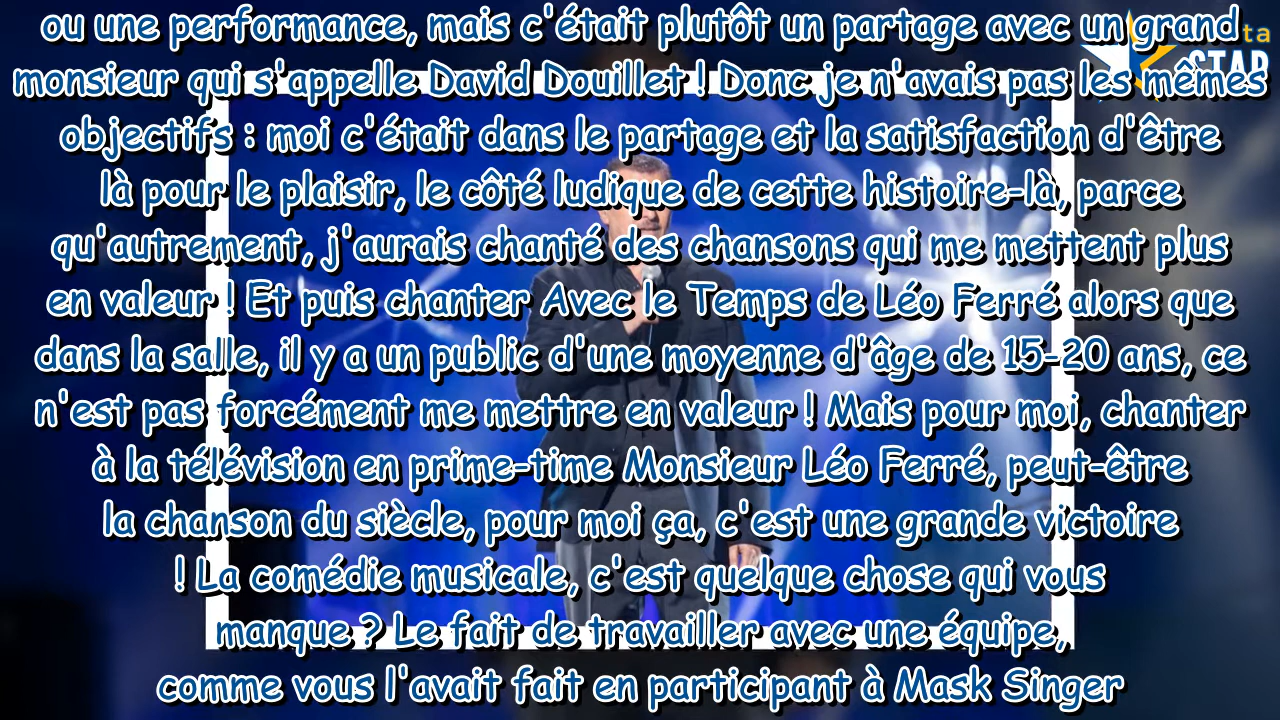 ou une performance, mais c'était plutôt un partage avec un grand
monsieur qui s'appelle David Douillet ! Donc je n'avais pas les mêmes
objectifs : moi c'était dans le partage et la satisfaction d'être
là pour le plaisir, le côté ludique de cette histoire-là, parce
qu'autrement, j'aurais chanté des chansons qui me mettent plus
en valeur ! Et puis chanter Avec le Temps de Léo Ferré alors que
dans la salle, il y a un public d'une moyenne d'âge de 15-20 ans, ce
n'est pas forcément me mettre en valeur ! Mais pour moi, chanter
à la télévision en prime-time Monsieur Léo Ferré, peut-être
la chanson du siècle, pour moi ça, c'est une grande victoire
! La comédie musicale, c'est quelque chose qui vous
manque ? Le fait de travailler avec une équipe,
comme vous l'avait fait en participant à Mask Singer
ta
STAR